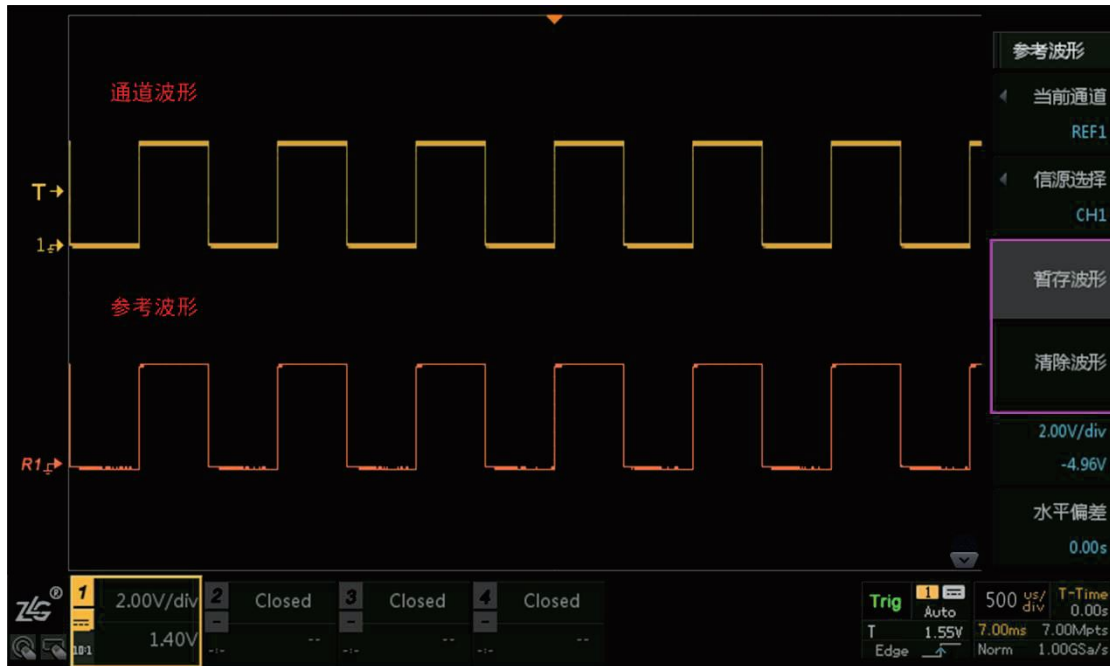 参考波形
通道波形
当前通道
REF1
T
信源选择
CH1
1
暂存波形
参考波形
清除波形
2.00V/div
-4.96V
R1
水平偏差
0.00s
ZLG®
1 2.00V/div 2 Closed 3 Closed 4 Closed
10:1 1.40V -:- -- -:- -- -:- --
Trig 1 Auto 500 us/div T-Time 0.00s
T 1.55V 7.00ms 7.00Mpts
Edge Norm 1.00GSa/s